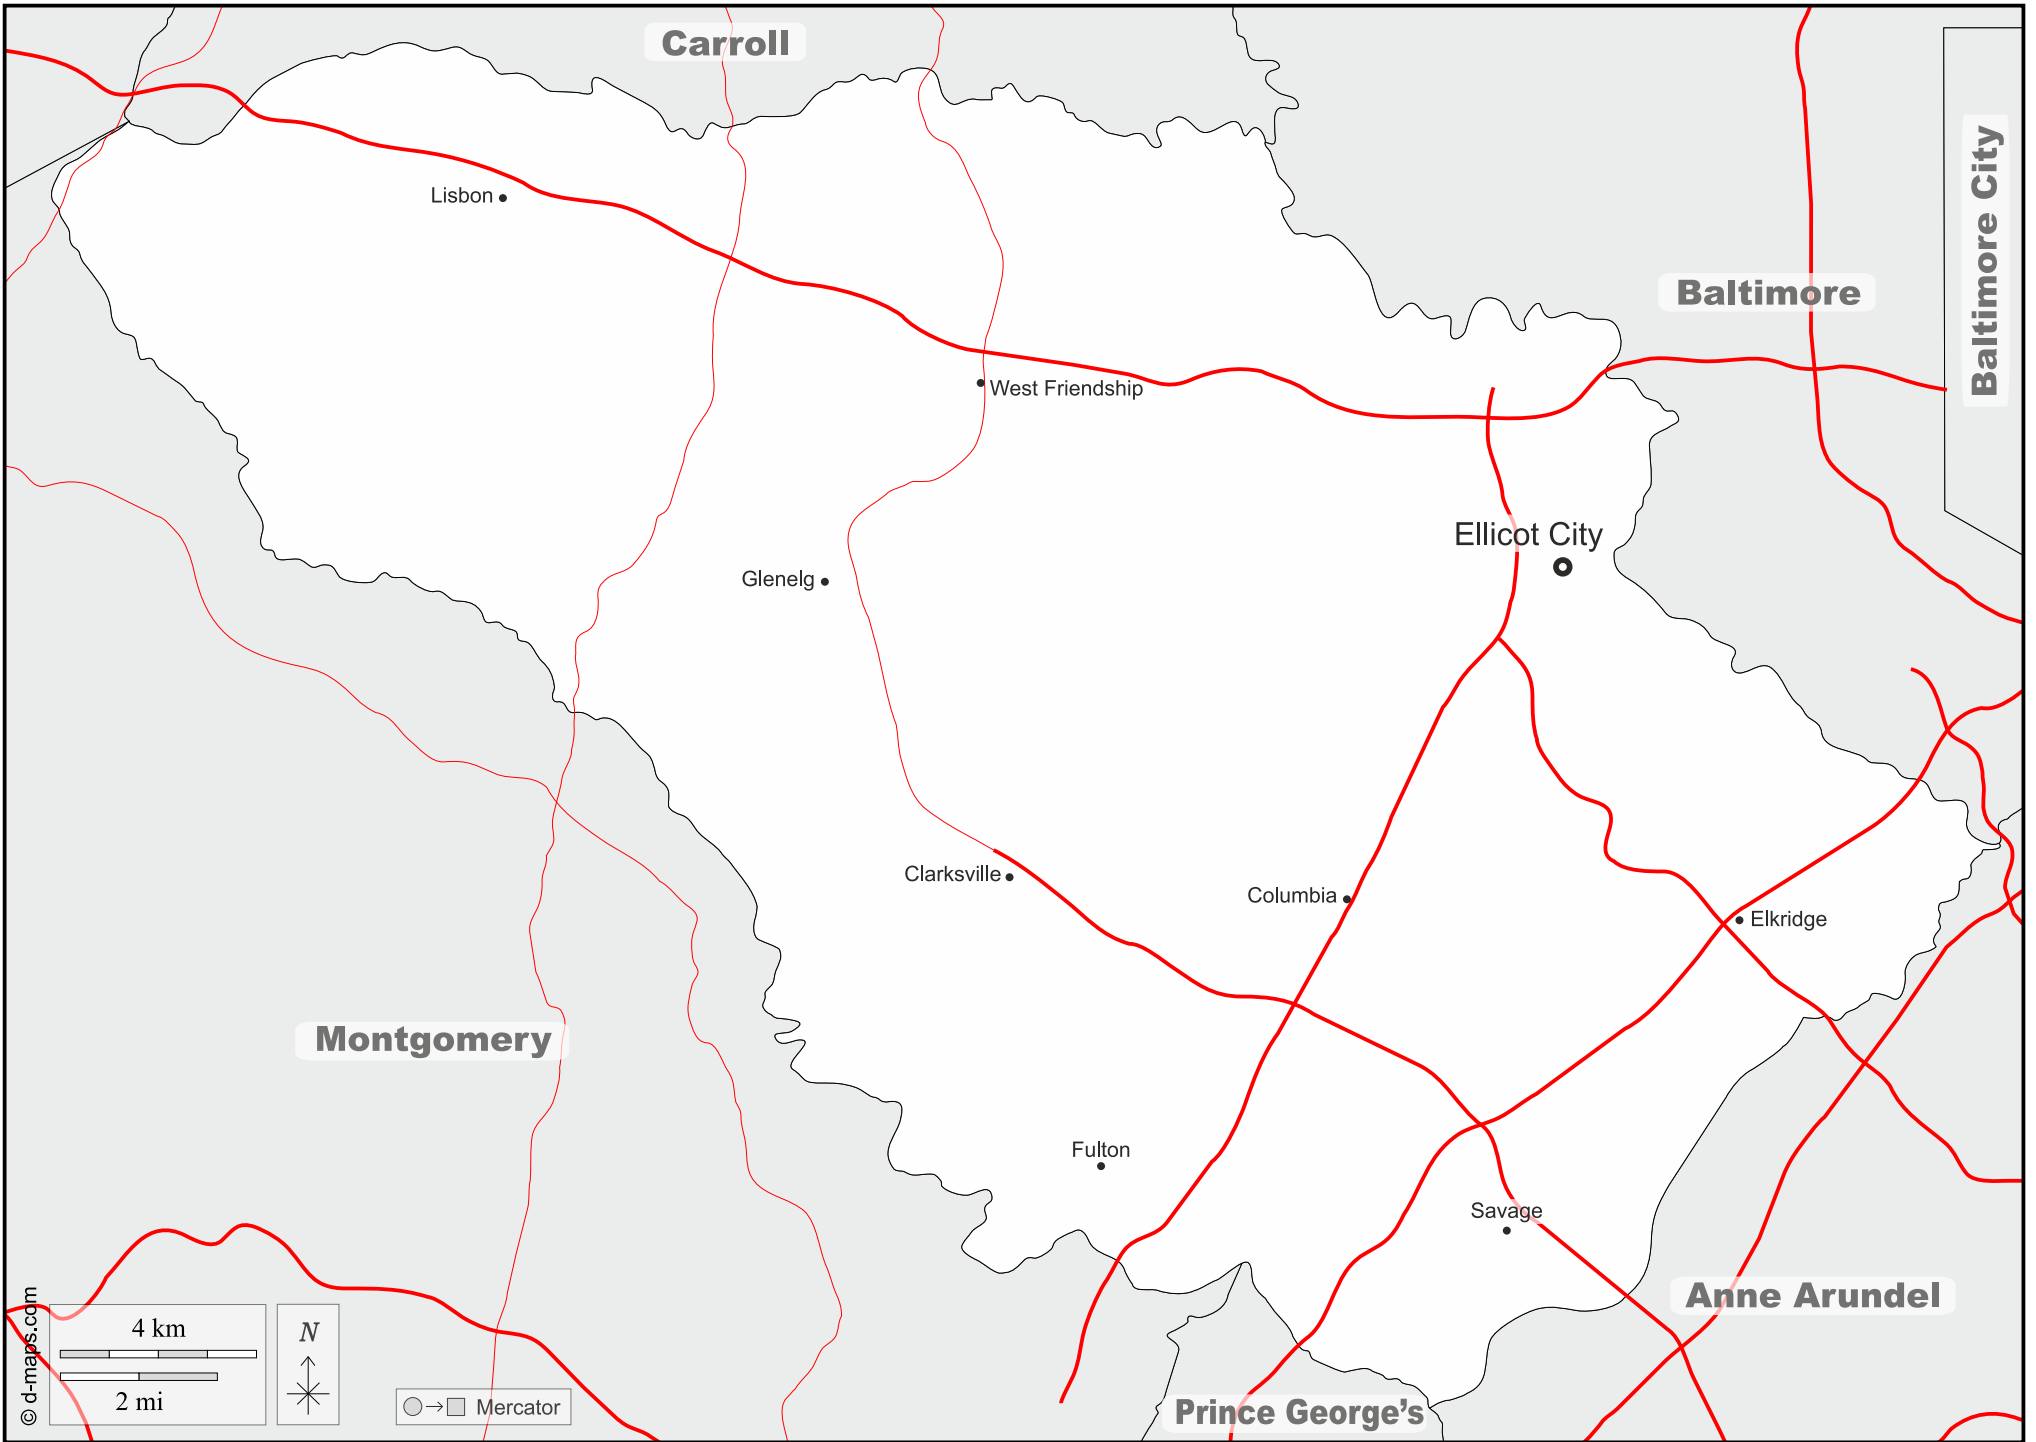 Carroll
Baltimore City
Lisbon
Baltimore
West Friendship
Ellicot City
Glenelg
Clarksville
Columbia
Elkridge
Montgomery
Fulton
Savage
Anne Arundel
© d-maps.com
4 km
2 mi
N
Mercator
Prince George's